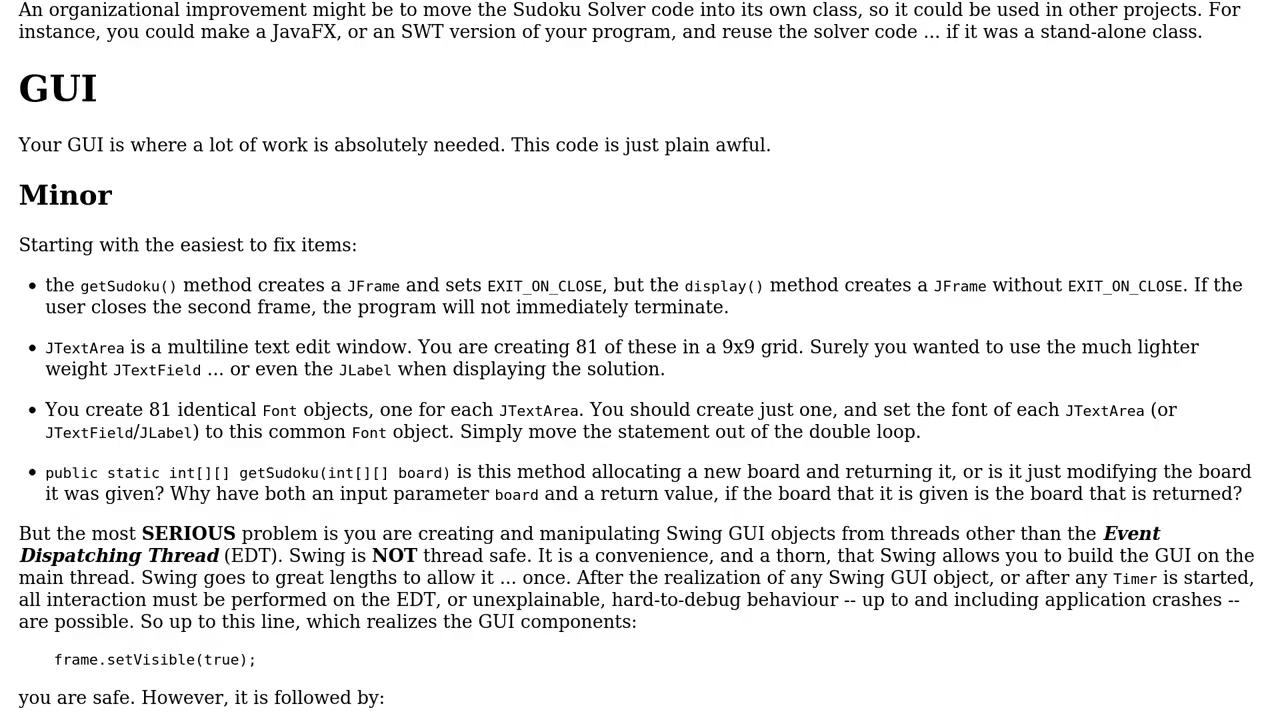 An organizational improvement might be to move the Sudoku Solver code into its own class, so it could be used in other projects. For
instance, you could make a JavaFX, or an SWT version of your program, and reuse the solver code ... if it was a stand-alone class.
GUI
Your GUI is where a lot of work is absolutely needed. This code is just plain awful.
Minor
Starting with the easiest to fix items:
• the getSudoku() method creates a JFrame and sets EXIT_ON_CLOSE, but the display() method creates a JFrame without EXIT_ON_CLOSE. If the
user closes the second frame, the program will not immediately terminate.
• JTextArea is a multiline text edit window. You are creating 81 of these in a 9x9 grid. Surely you wanted to use the much lighter
weight JTextField ... or even the JLabel when displaying the solution.
• You create 81 identical Font objects, one for each JTextArea. You should create just one, and set the font of each JTextArea (or
JTextField/JLabel) to this common Font object. Simply move the statement out of the double loop.
• public static int[][] getSudoku(int[][] board) is this method allocating a new board and returning it, or is it just modifying the board
it was given? Why have both an input parameter board and a return value, if the board that it is given is the board that is returned?
But the most SERIOUS problem is you are creating and manipulating Swing GUI objects from threads other than the Event
Dispatching Thread (EDT). Swing is NOT thread safe. It is a convenience, and a thorn, that Swing allows you to build the GUI on the
main thread. Swing goes to great lengths to allow it ... once. After the realization of any Swing GUI object, or after any Timer is started,
all interaction must be performed on the EDT, or unexplainable, hard-to-debug behaviour -- up to and including application crashes --
are possible. So up to this line, which realizes the GUI components:
frame.setVisible(true);
you are safe. However, it is followed by: